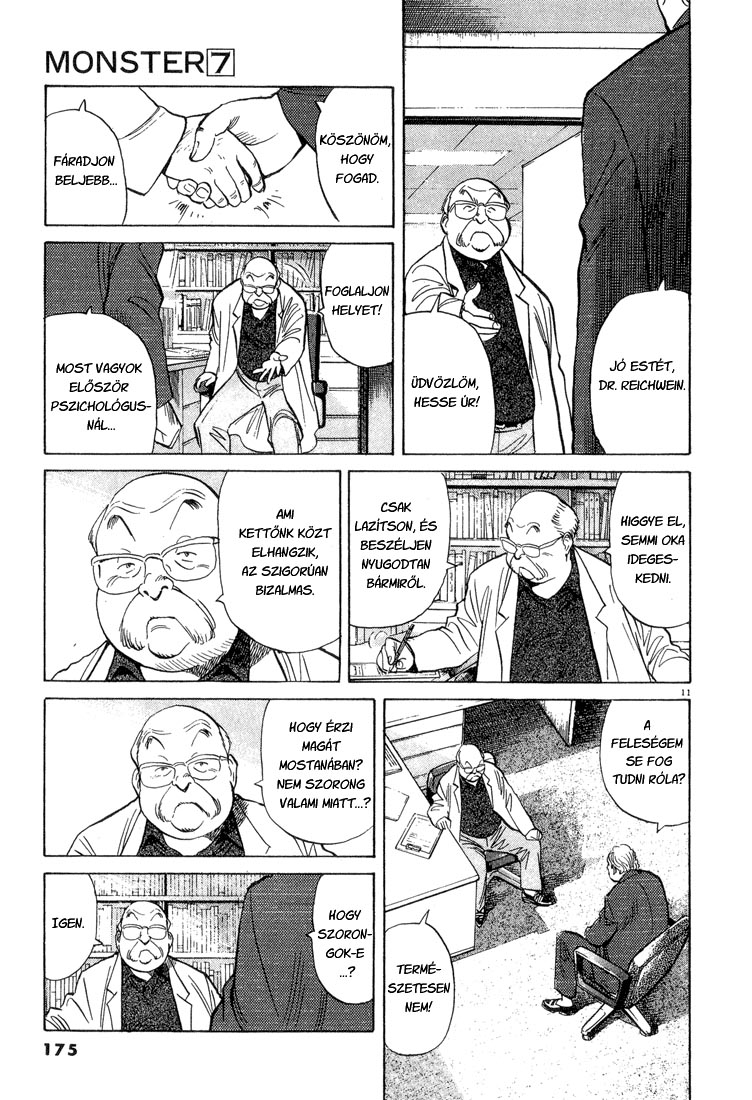 MONSTER 7
JÓ ESTÉT,
DR. REICHWEIN.
ÜDVÖZLÖM,
HESSE ÚR!
KÖSZÖNÖM,
HOGY
FOGAD.
FÁRADJON
BELJEBB...
FOGLALJON
HELYET!
MOST VAGYOK
ELŐSZÖR
PSZICHOLÓGUS-
NÁL...
HIGGYE EL,
SEMMI OKA
IDEGES-
KEDNI.
CSAK
LAZÍTSON, ÉS
BESZÉLJEN
NYUGODTAN
BÁRMIRŐL.
AMI
KETTŐNK KÖZT
ELHANGZIK,
AZ SZIGORÚAN
BIZALMAS.
11
A
FELESÉGEM
SE FOG
TUDNI RÓLA?
TERMÉ-
SZETESEN
NEM!
HOGY ÉRZI
MAGÁT
MOSTANÁBAN?
NEM SZORONG
VALAMI MIATT...?
HOGY
SZORON-
GOK-E
...?
IGEN.
175